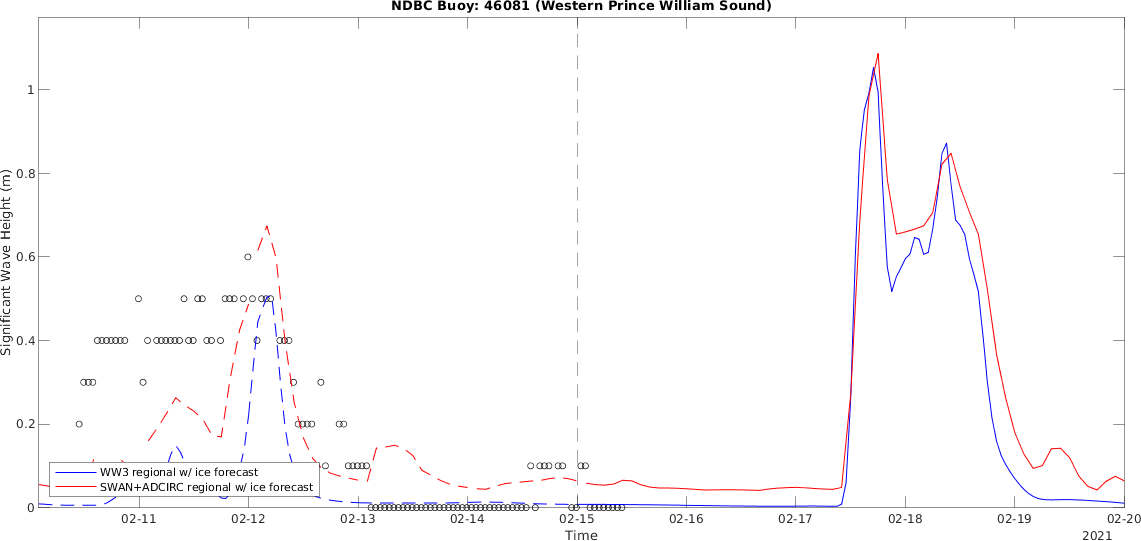 NDBC Buoy: 46081 (Western Prince William Sound)
Significant Wave Height (m)
1
0.8
0.6
0.4
0.2
0
WW3 regional w/ ice forecast
SWAN+ADCIRC regional w/ ice forecast
02-11 02-12 02-13 02-14 02-15 02-16 02-17 02-18 02-19 02-20
Time
2021